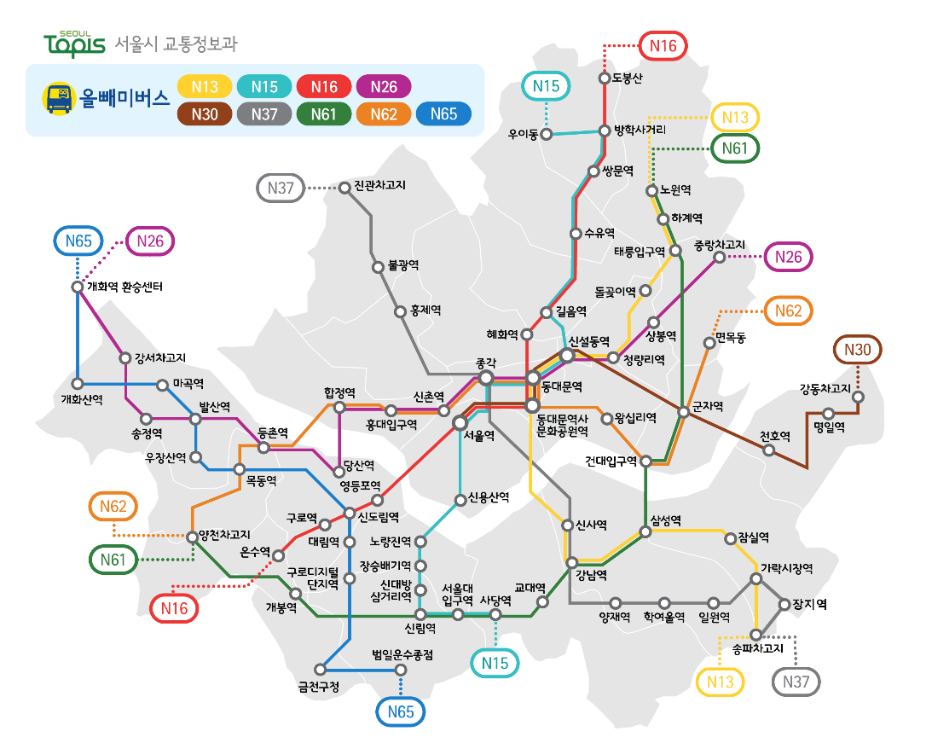 SEOUL
Topis 서울시 교통정보과
올빼미버스
N13 N15 N16 N26
N30 N37 N61 N62 N65
N16
도봉산
N15
우이동
방학사거리
N13
N61
쌍문역
N37
진관차고지
노원역
하계역
수유역
태릉입구역
중랑차고지
N65
N26
N26
불광역
개화역 환승센터
돌곶이역
홍제역
길음역
N62
상봉역
면목동
혜화역
신설동역
청량리역
N30
강서차고지
종각
동대문역
강동차고지
개화산역
마곡역
합정역
신촌역
홍대입구역
발산역
송정역
등촌역
서울역
동대문역사
문화공원역
왕십리역
군자역
명일역
천호역
우장산역
목동역
당산역
건대입구역
영등포역
N62
신용산역
구로역
신도림역
신사역
삼성역
양천차고지
대림역
노량진역
잠실역
온수역
N61
장승배기역
강남역
가락시장역
구로디지털
단지역
신대방
삼거리역
서울대
입구역
사당역
교대역
개봉역
N16
신림역
양재역
학여울역
일원역
장지역
송파차고지
범일운수종점
금천구청
N15
N13
N37
N65